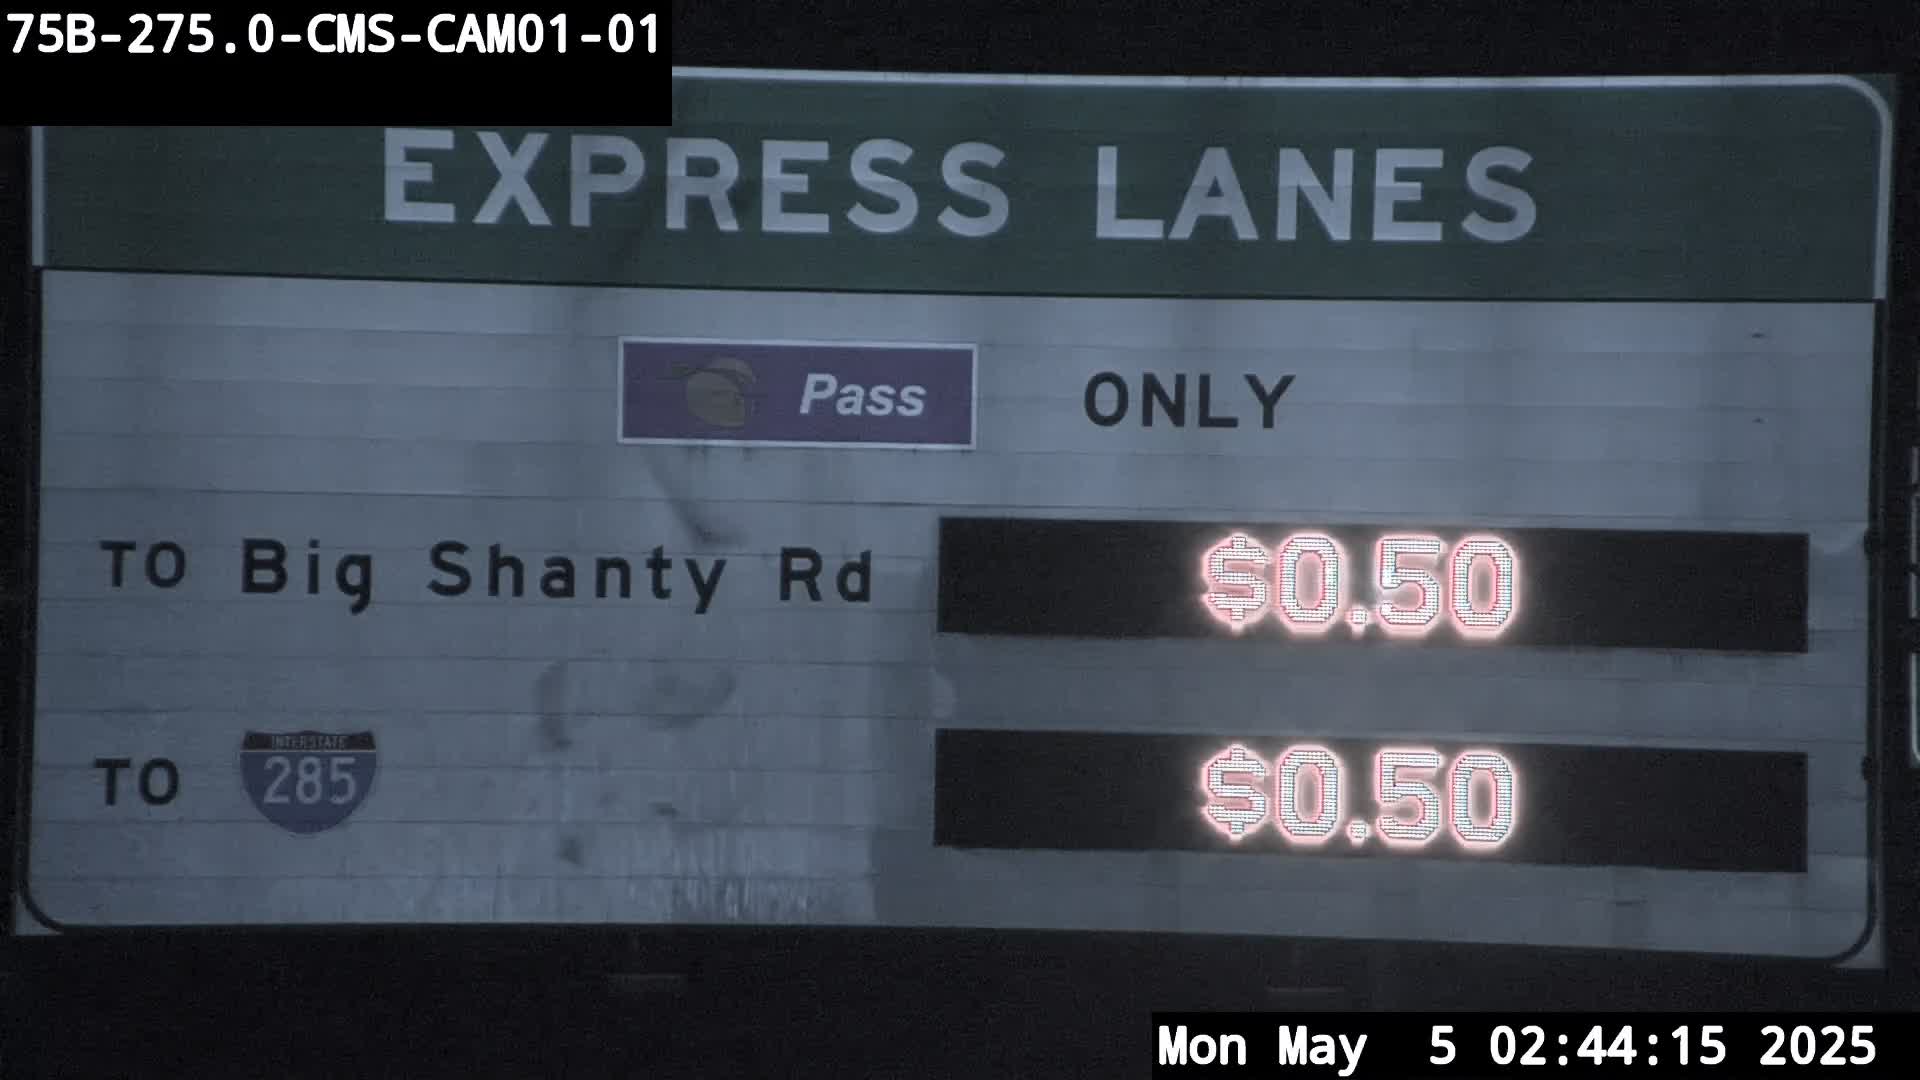 75B-275.0-CMS-CAM01-01
EXPRESS LANES
Pass ONLY
TO Big Shanty Rd $0.50
TO INTERSTATE 285 $0.50
Mon May 5 02:44:15 2025